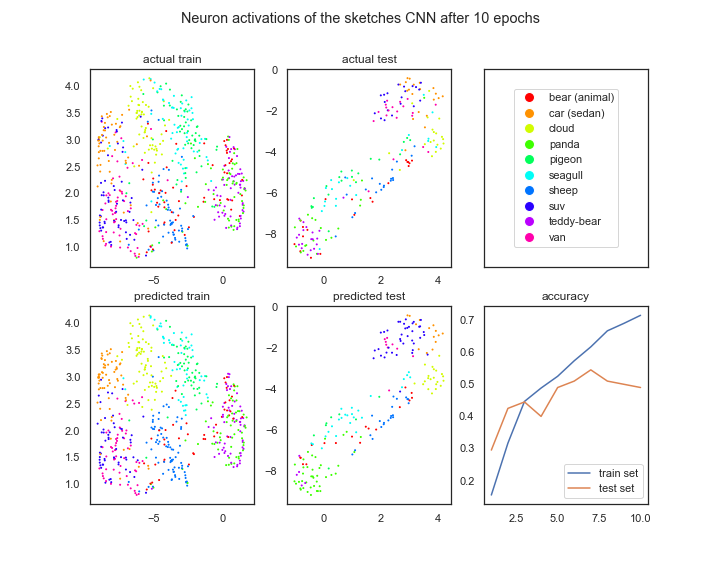 Neuron activations of the sketches CNN after 10 epochs
actual train
4.0
3.5
3.0
2.5
2.0
1.5
1.0
−5
0
actual test
0
−2
−4
−6
−8
0
2
4
bear (animal)
car (sedan)
cloud
panda
pigeon
seagull
sheep
suv
teddy-bear
van
predicted train
4.0
3.5
3.0
2.5
2.0
1.5
1.0
−5
0
predicted test
0
−2
−4
−6
−8
0
2
4
accuracy
0.7
0.6
0.5
0.4
0.3
0.2
train set
test set
2.5
5.0
7.5
10.0